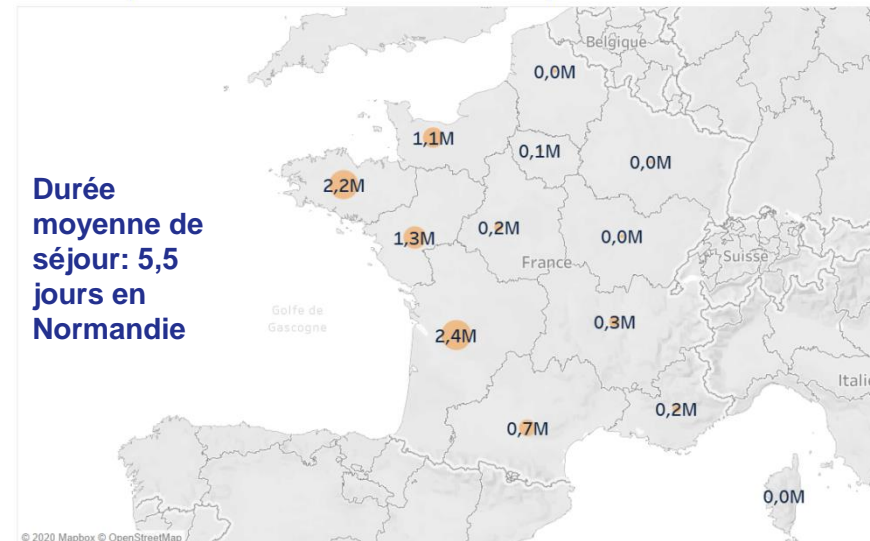 Belgique
0,0M
1,1M
0,1M
0,0M
2,2M
Durée
moyenne de
séjour: 5,5
jours en
Normandie
1,3M
0,2M
0,0M
France
Suisse
Golfe de
Gascogne
2,4M
0,3M
Italie
0,2M
0,7M
0,0M
© 2020 Mapbox © OpenStreetMap